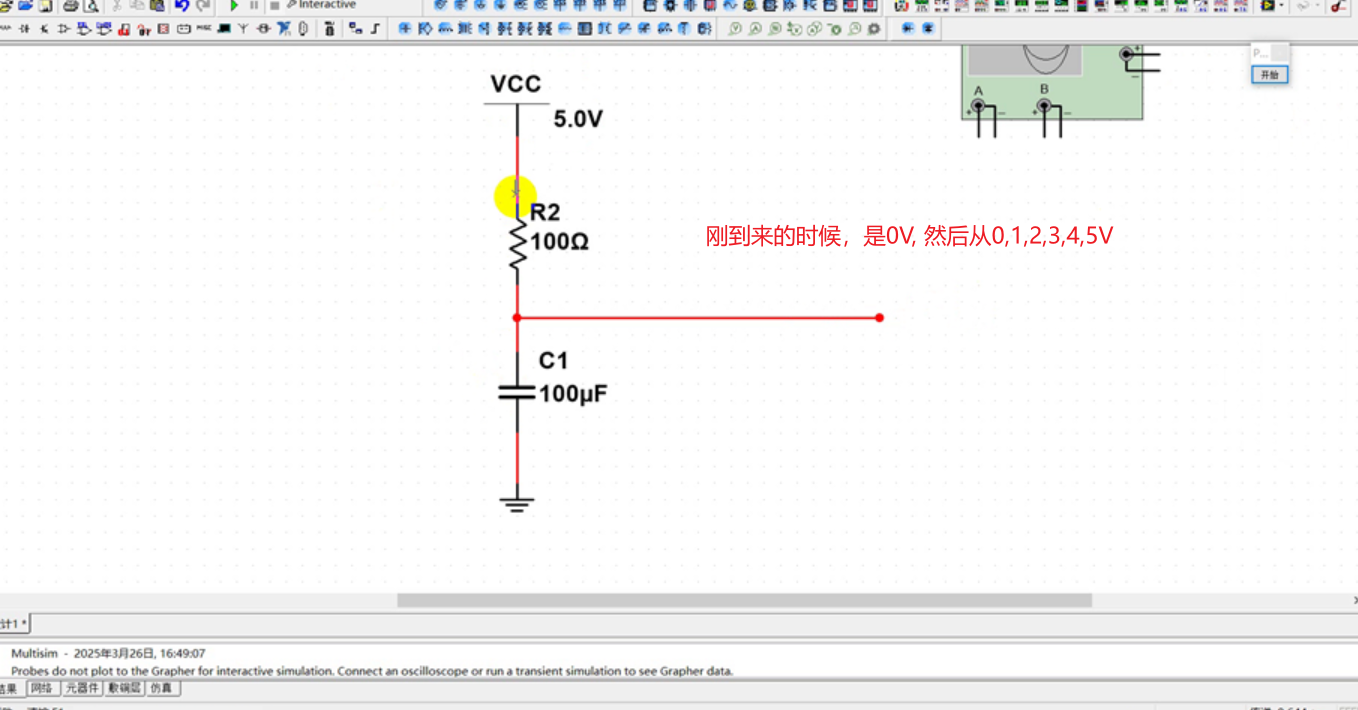 Interactive
P...
开始
VCC
5.0V
A
B
R2
100Ω
刚到来的时候，是0V, 然后从0,1,2,3,4,5V
C1
100µF
计1 *
Multisim - 2025年3月26日, 16:49:07
Probes do not plot to the Grapher for interactive simulation. Connect an oscilloscope or run a transient simulation to see Grapher data.
结果 网络 元器件 敷铜层 仿真